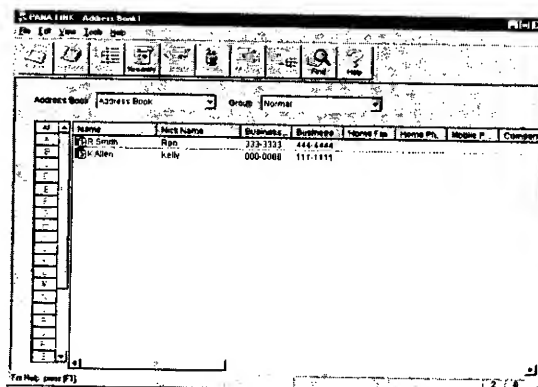 PANA LINK - Address Book
File Edit View Tools Help
Find Help
Address Book Address Book Group Normal
All Name Nick Name Business... Business Home Fax Home Ph... Mobile P... Company
R Smith Ron 333-3333 444-4444
K Allen Kelly 000-0000 111-1111
For Help, press [F1]